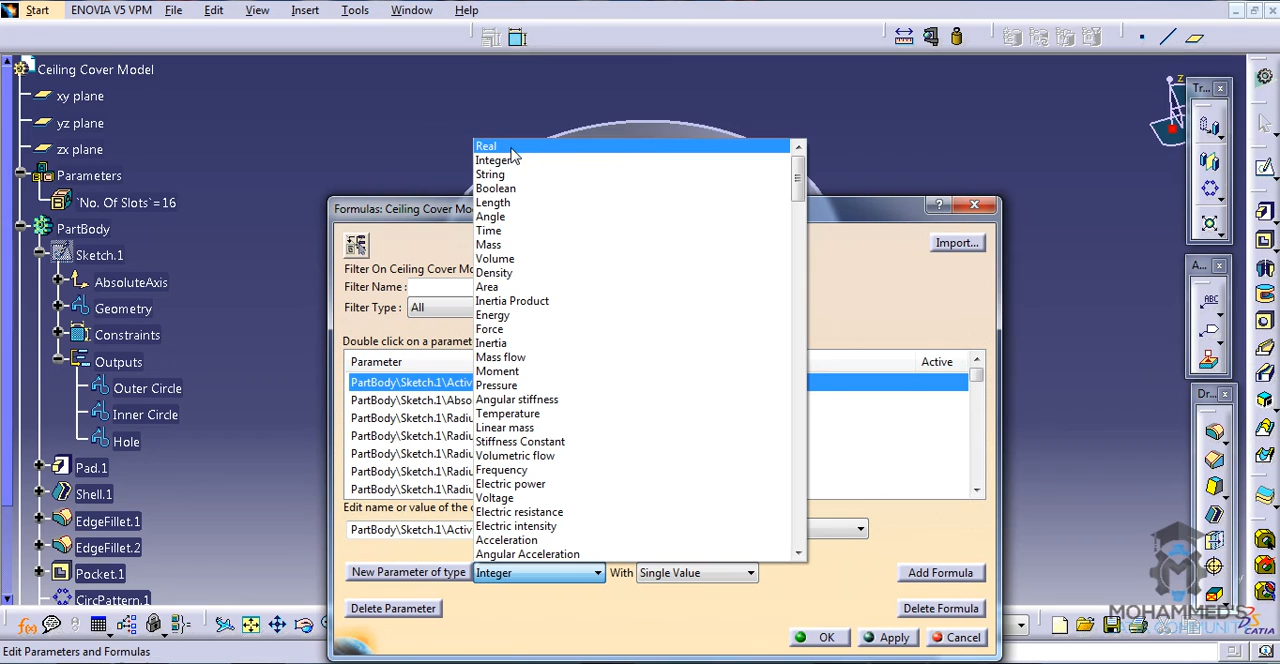 Start ENOVIA V5 VPM File Edit View Insert Tools Window Help
Ceiling Cover Model
xy plane
yz plane
zx plane
Parameters
`No. Of Slots`=16
PartBody
Sketch.1
AbsoluteAxis
Geometry
Constraints
Outputs
Outer Circle
Inner Circle
Hole
Pad.1
Shell.1
EdgeFillet.1
EdgeFillet.2
Pocket.1
CircPattern.1
Real
Integer
String
Boolean
Length
Angle
Time
Mass
Volume
Density
Area
Inertia Product
Energy
Force
Inertia
Mass flow
Moment
Pressure
Angular stiffness
Temperature
Linear mass
Stiffness Constant
Volumetric flow
Frequency
Electric power
Voltage
Electric resistance
Electric intensity
Acceleration
Angular Acceleration
Formulas: Ceiling Cover Mo
Import...
Filter On Ceiling Cover Mo
Filter Name :
Filter Type : All
Double click on a parame
Parameter Active
PartBody\Sketch.1\Activ
PartBody\Sketch.1\Abso
PartBody\Sketch.1\Radiu
PartBody\Sketch.1\Radiu
PartBody\Sketch.1\Radiu
PartBody\Sketch.1\Radiu
PartBody\Sketch.1\Radiu
Edit name or value of the c
PartBody\Sketch.1\Activ
New Parameter of type Integer With Single Value Add Formula
Delete Parameter Delete Formula
OK Apply Cancel
Tr...
A...
ABC
Dr...
z
f(x)
MOHAMMED'S
CATIA
Edit Parameters and Formulas